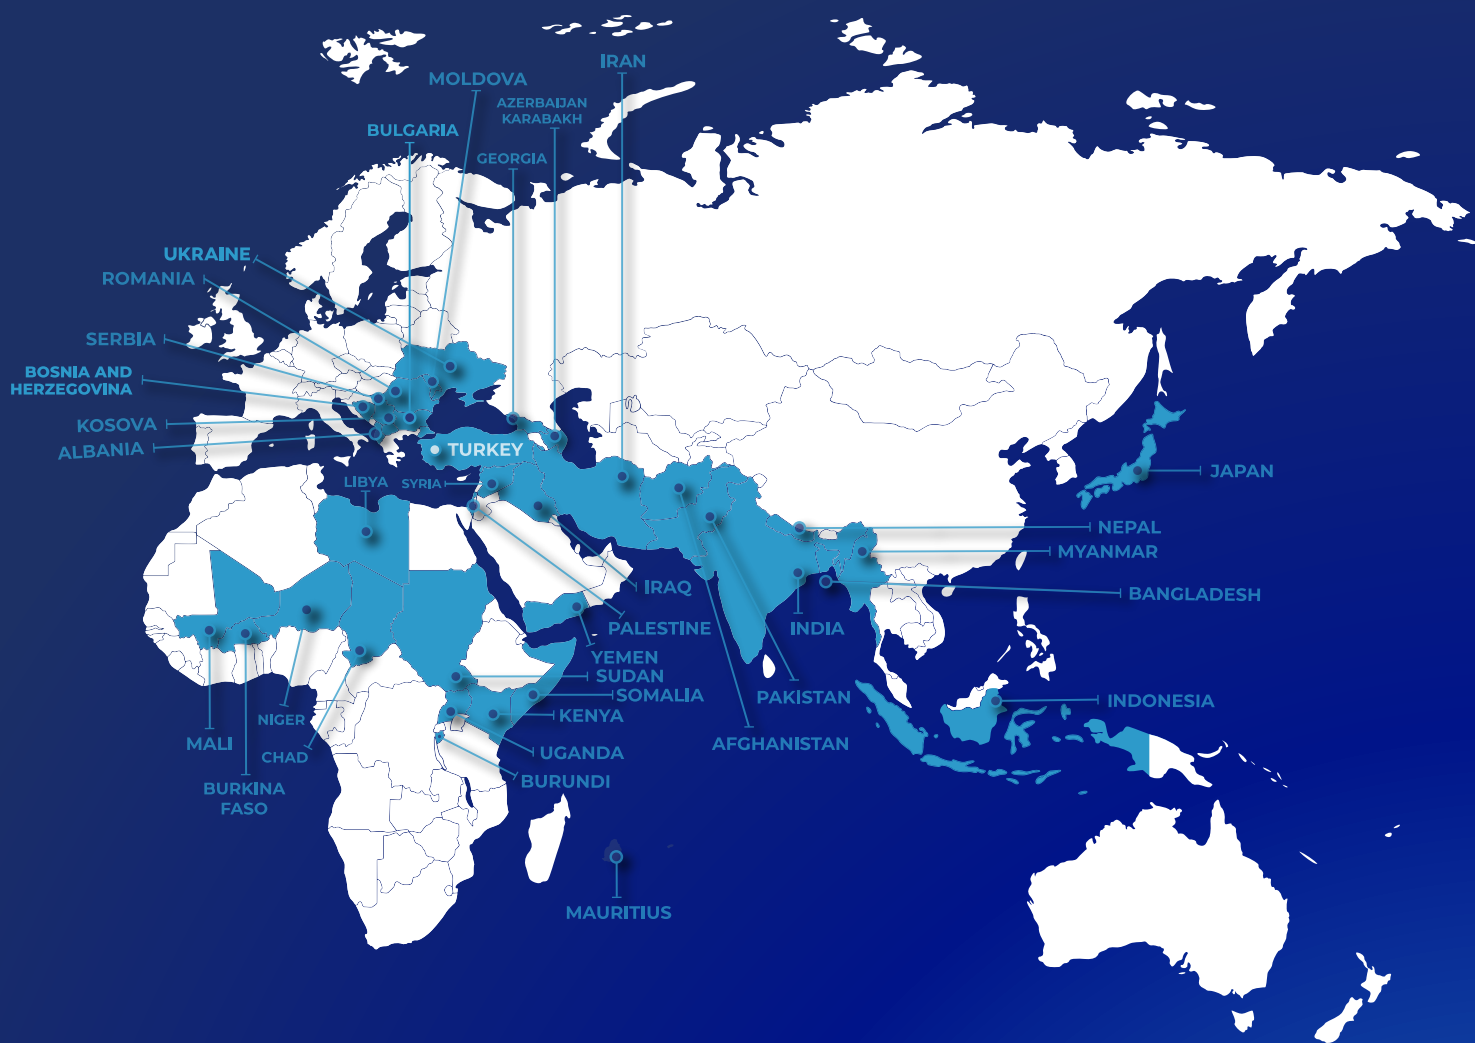 IRAN
MOLDOVA
AZERBAIJAN
KARABAKH
BULGARIA
GEORGIA
UKRAINE
ROMANIA
SERBIA
BOSNIA AND
HERZEGOVINA
KOSOVA
ALBANIA
TURKEY
LIBYA
SYRIA
JAPAN
NEPAL
MYANMAR
IRAQ
BANGLADESH
PALESTINE
INDIA
YEMEN
SUDAN
SOMALIA
PAKISTAN
INDONESIA
KENYA
NIGER
MALI
AFGHANISTAN
CHAD
UGANDA
BURUNDI
BURKINA
FASO
MAURITIUS